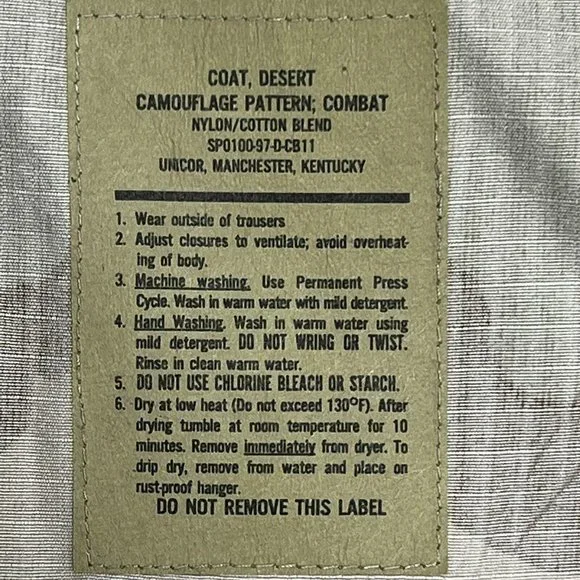 COAT, DESERT
CAMOUFLAGE PATTERN; COMBAT
NYLON/COTTON BLEND
SPO100-97-D-CB11
UNICOR, MANCHESTER, KENTUCKY
1. Wear outside of trousers
2. Adjust closures to ventilate; avoid overheat-
ing of body.
3. Machine washing. Use Permanent Press
Cycle. Wash in warm water with mild detergent.
4. Hand Washing. Wash in warm water using
mild detergent. DO NOT WRING OR TWIST.
Rinse in clean warm water.
5. DO NOT USE CHLORINE BLEACH OR STARCH.
6. Dry at low heat (Do not exceed 130°F). After
drying tumble at room temperature for 10
minutes. Remove immediately from dryer. To
drip dry, remove from water and place on
rust-proof hanger.
DO NOT REMOVE THIS LABEL